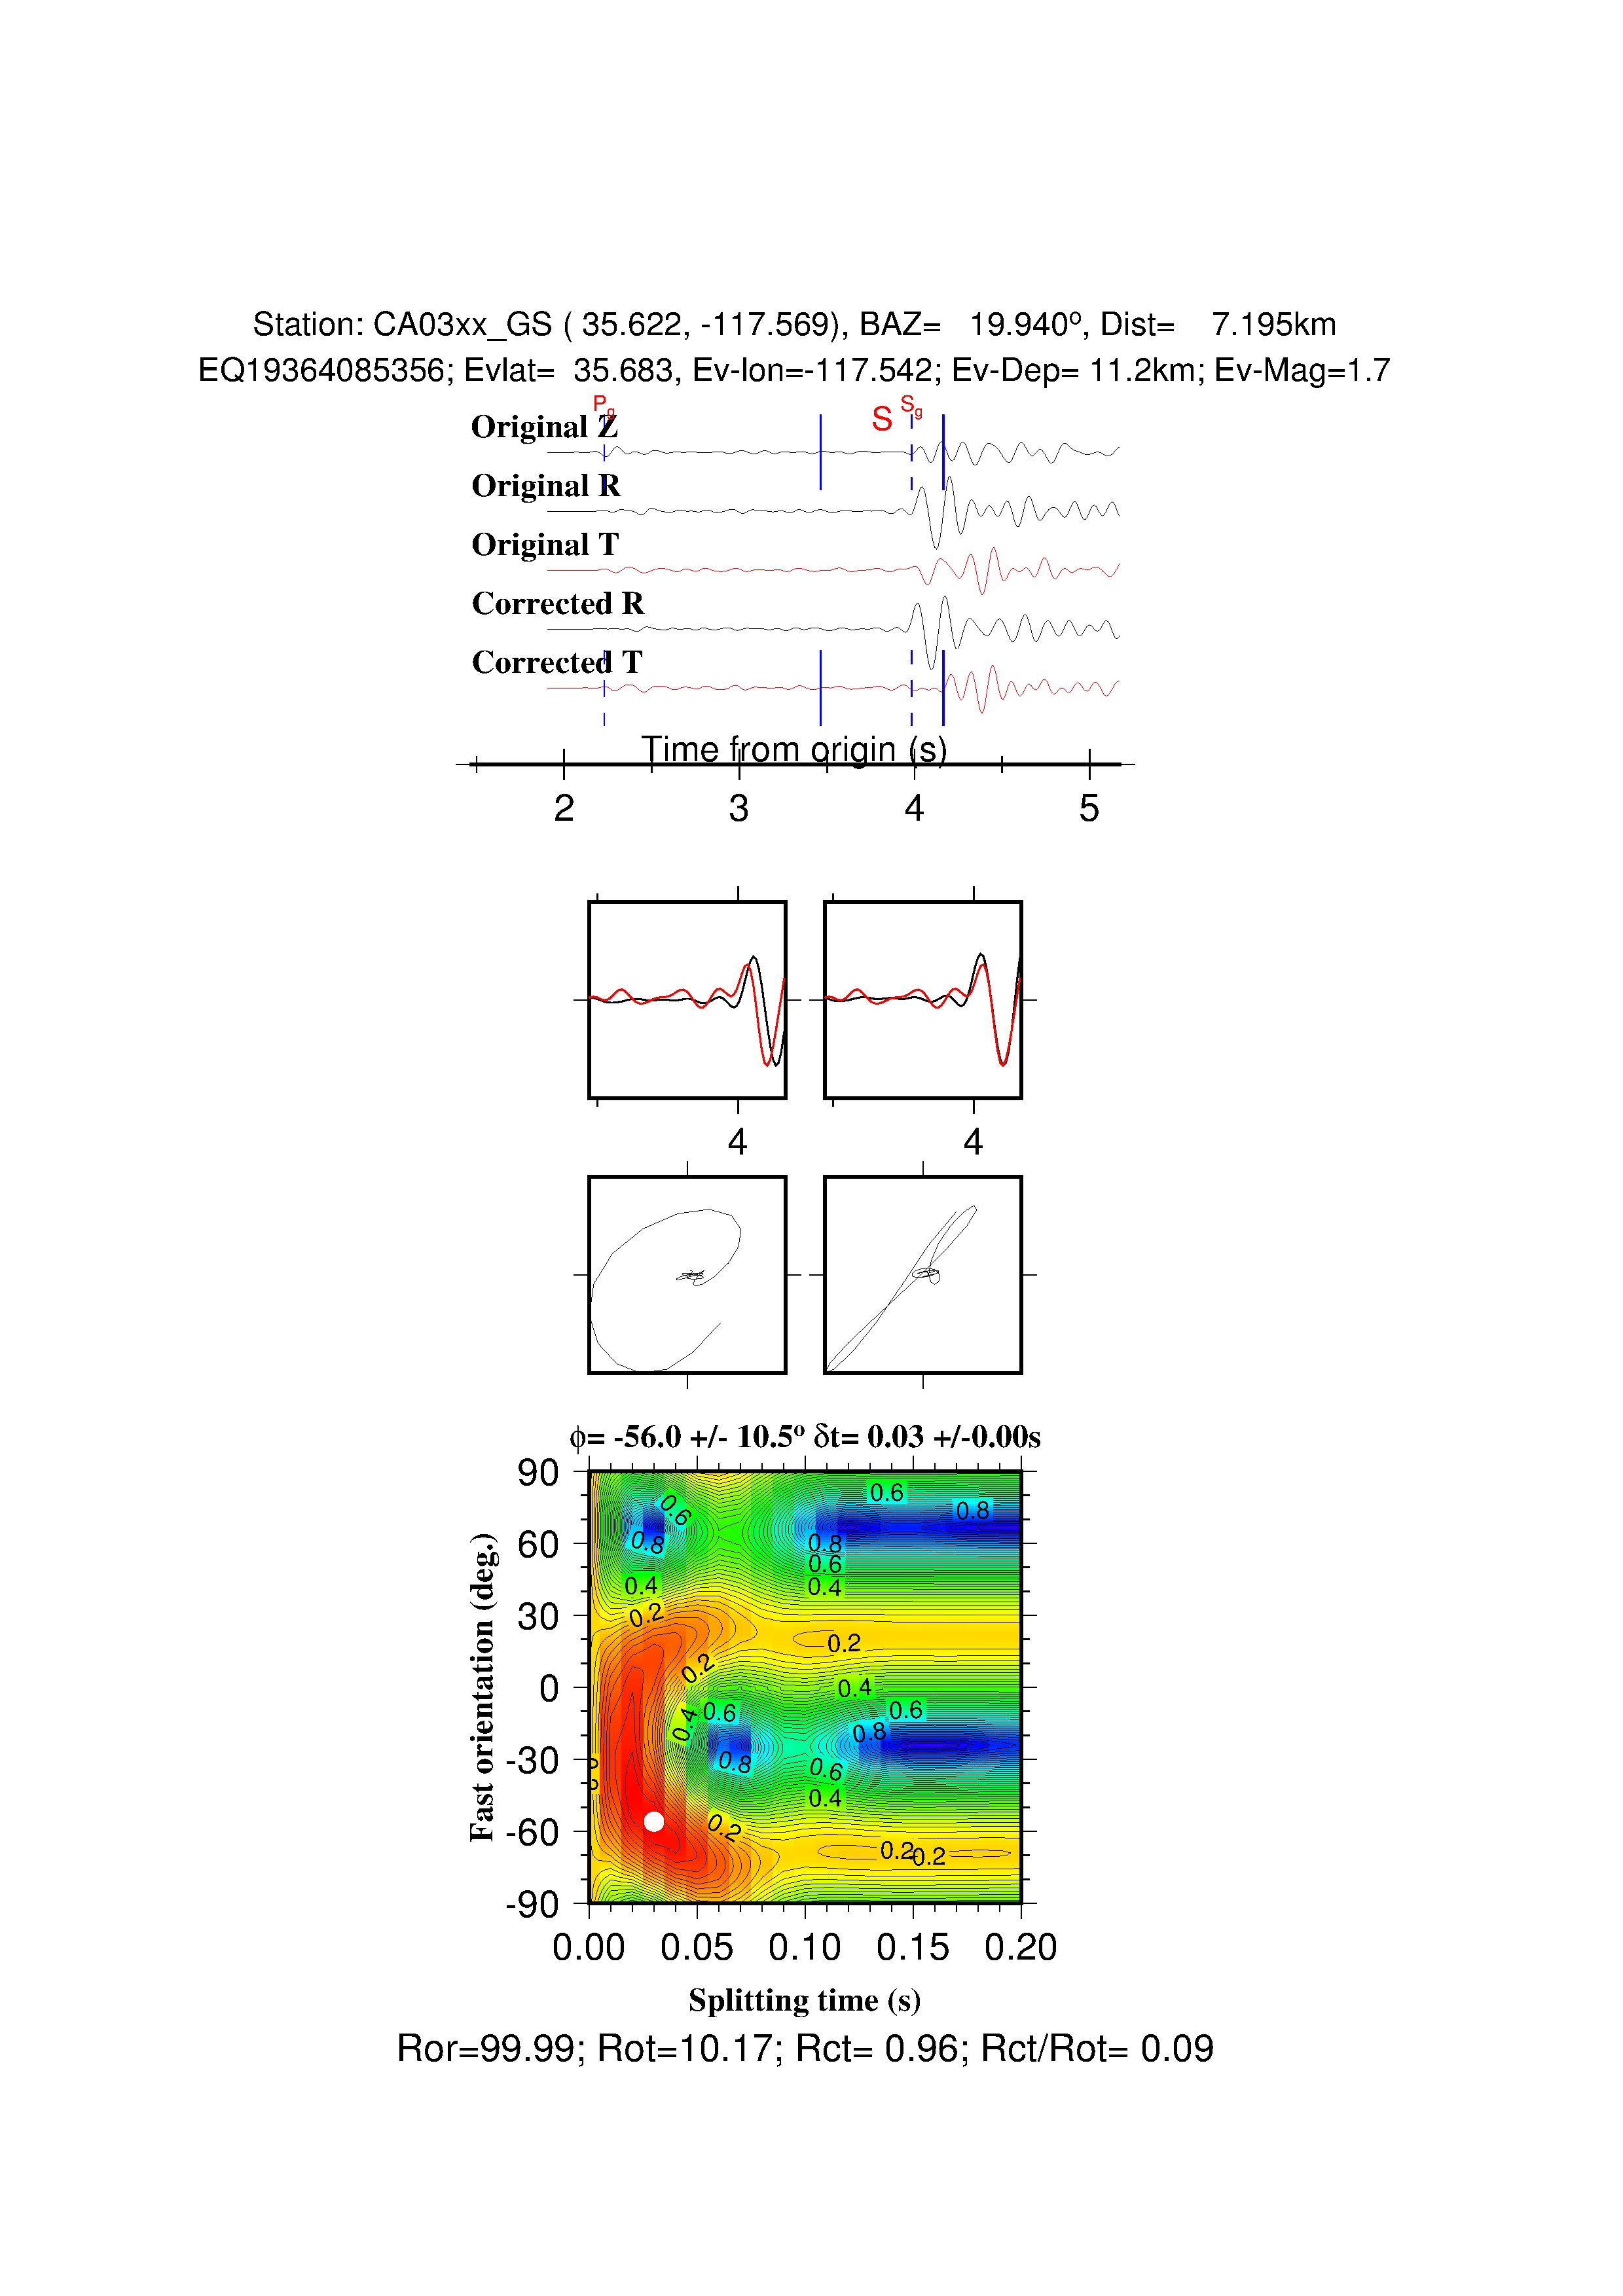 Station: CA03xx_GS ( 35.622, -117.569), BAZ= 19.940º, Dist= 7.195km
EQ19364085356; Evlat= 35.683, Ev-lon=-117.542; Ev-Dep= 11.2km; Ev-Mag=1.7
Pg S Sg
Original Z
Original R
Original T
Corrected R
Corrected T
Time from origin (s)
2 3 4 5
4 4
ϕ= -56.0 +/- 10.5º δt= 0.03 +/-0.00s
Fast orientation (deg.)
90
60
30
0
-30
-60
-90
0.6 0.6 0.8
0.8 0.8
0.6
0.4 0.4
0.2
0.2 0.2
0.4
0.4 0.6 0.6
0.8 0.8
0.6
0.4
0.2
0.2 0.2
0.00 0.05 0.10 0.15 0.20
Splitting time (s)
Ror=99.99; Rot=10.17; Rct= 0.96; Rct/Rot= 0.09